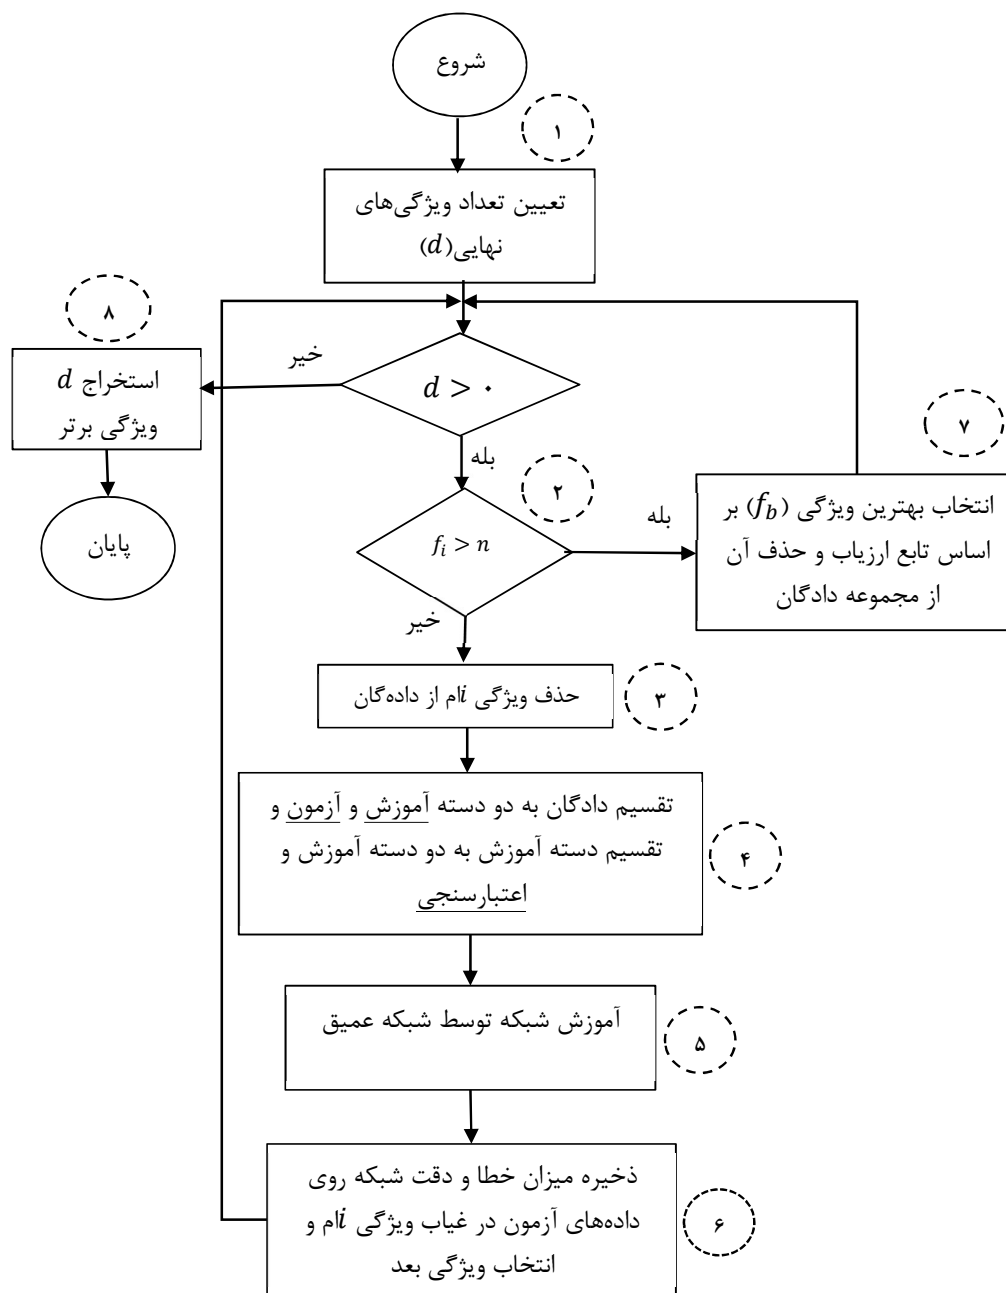 شروع
۱
تعیین تعداد ویژگی‌های
نهایی(d)
۸
استخراج d
ویژگی برتر
پایان
خیر
d > ۰
بله
۲
f_i > n
بله
خیر
۷
انتخاب بهترین ویژگی (f_b) بر
اساس تابع ارزیاب و حذف آن
از مجموعه دادگان
حذف ویژگی iام از داده‌گان
۳
تقسیم دادگان به دو دسته آموزش و آزمون و
تقسیم دسته آموزش به دو دسته آموزش و
اعتبارسنجی
۴
آموزش شبکه توسط شبکه عمیق
۵
ذخیره میزان خطا و دقت شبکه روی
داده‌های آزمون در غیاب ویژگی iام و
انتخاب ویژگی بعد
۶